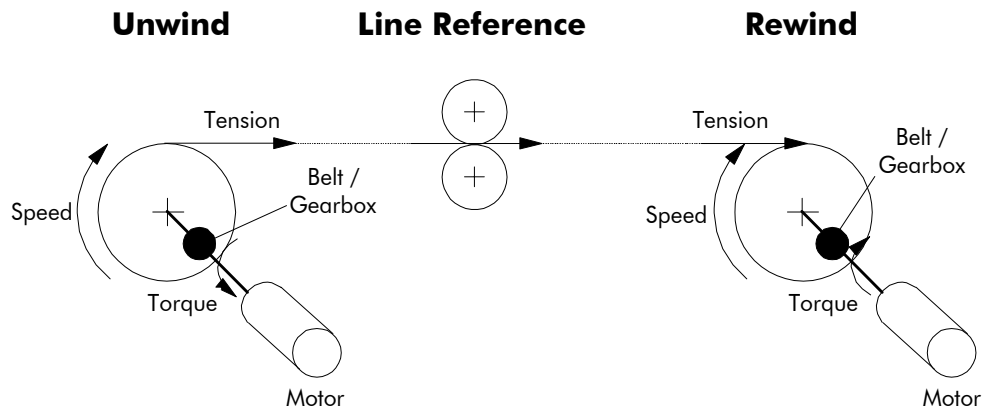 Unwind
Line Reference
Rewind
Tension
Belt /
Gearbox
Speed
Torque
Motor
Tension
Belt /
Gearbox
Speed
Torque
Motor